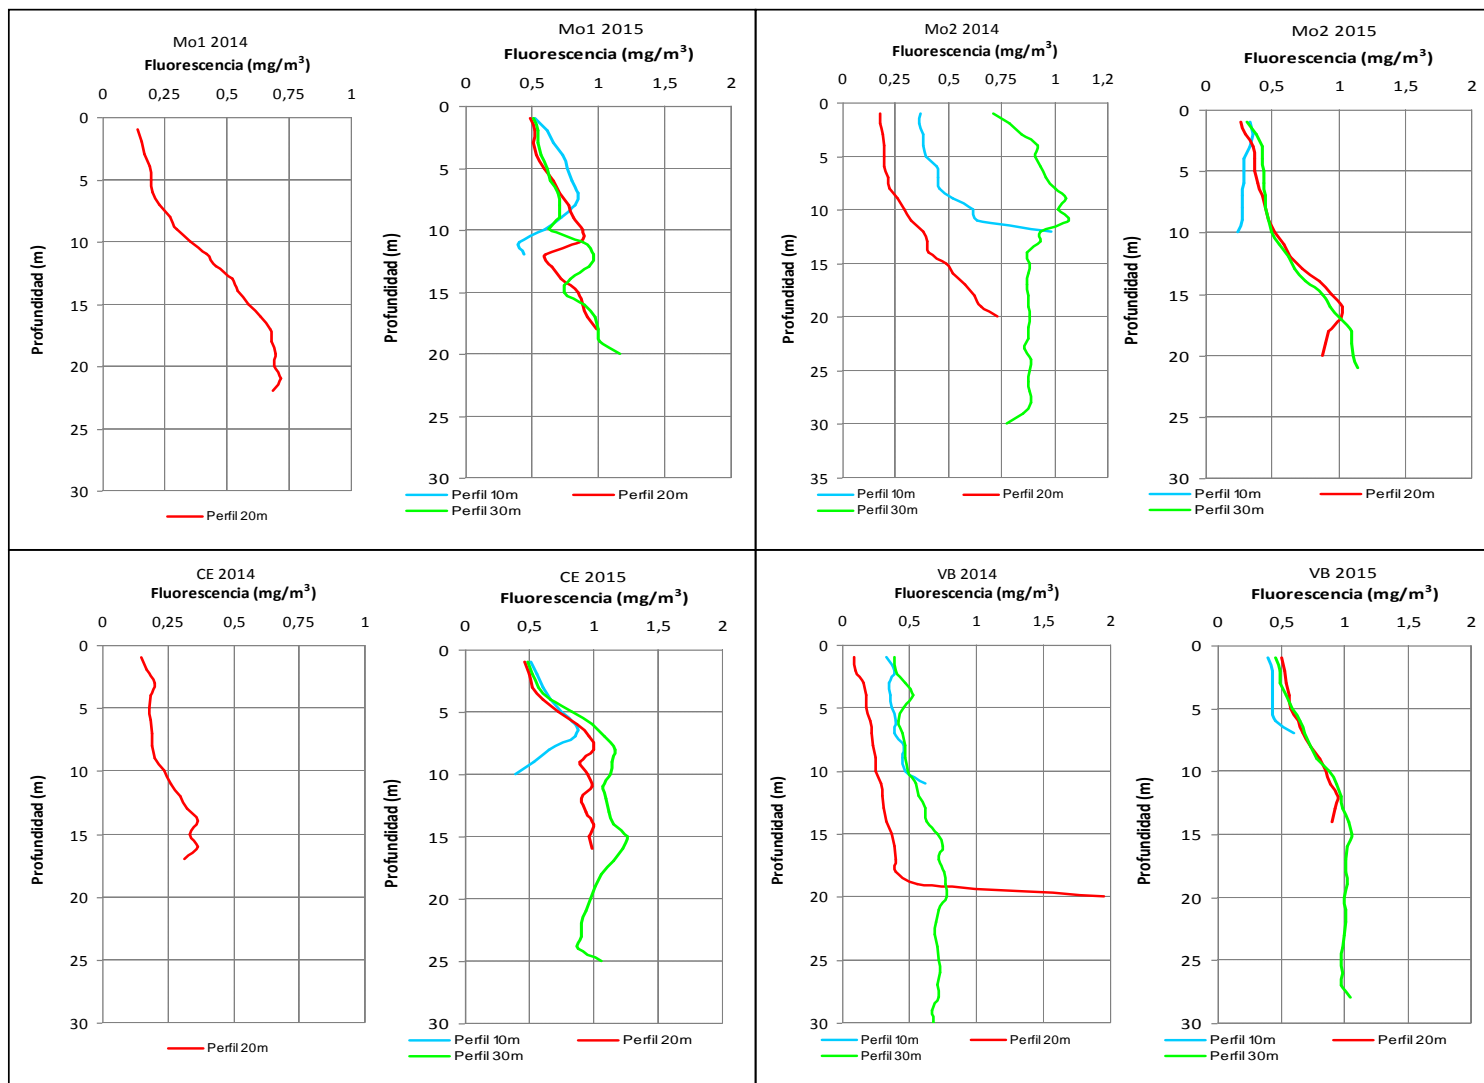 Mo1 2014
Fluorescencia (mg/m³)
0 0,25 0,5 0,75 1
0
5
10
15
20
25
30
Profundidad (m)
Perfil 20m
Mo1 2015
Fluorescencia (mg/m³)
0 0,5 1 1,5 2
0
5
10
15
20
25
30
Profundidad (m)
Perfil 10m Perfil 20m
Perfil 30m
Mo2 2014
Fluorescencia (mg/m³)
0 0,25 0,5 0,75 1 1,2
0
5
10
15
20
25
30
35
Profundidad (m)
Perfil 10m Perfil 20m
Perfil 30m
Mo2 2015
Fluorescencia (mg/m³)
0 0,5 1 1,5 2
0
5
10
15
20
25
30
Profundidad (m)
Perfil 10m Perfil 20m
Perfil 30m
CE 2014
Fluorescencia (mg/m³)
0 0,25 0,5 0,75 1
0
5
10
15
20
25
30
Profundidad (m)
Perfil 20m
CE 2015
Fluorescencia (mg/m³)
0 0,5 1 1,5 2
0
5
10
15
20
25
30
Profundidad (m)
Perfil 10m Perfil 20m
Perfil 30m
VB 2014
Fluorescencia (mg/m³)
0 0,5 1 1,5 2
0
5
10
15
20
25
30
Profundidad (m)
Perfil 10m Perfil 20m
Perfil 30m
VB 2015
Fluorescencia (mg/m³)
0 0,5 1 1,5 2
0
5
10
15
20
25
30
Profundidad (m)
Perfil 10m Perfil 20m
Perfil 30m